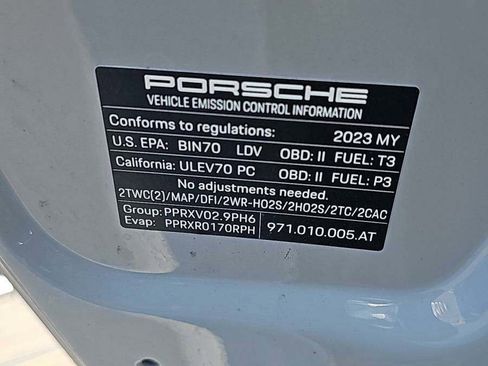 PORSCHE
VEHICLE EMISSION CONTROL INFORMATION
Conforms to regulations: 2023 MY
U.S. EPA: BIN70 LDV OBD: II FUEL: T3
California: ULEV70 PC OBD: II FUEL: P3
No adjustments needed.
2TWC(2)/MAP/DFI/2WR-HO2S/2HO2S/2TC/2CAC
Group: PPRXV02.9PH6
Evap: PPRXR0170RPH 971.010.005.AT